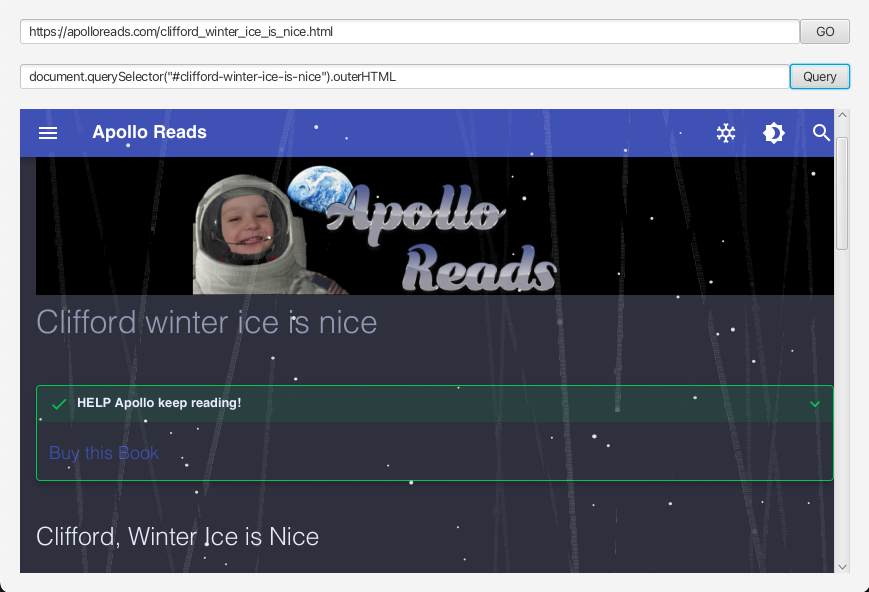 https://apolloreads.com/clifford_winter_ice_is_nice.html
GO
document.querySelector("#clifford-winter-ice-is-nice").outerHTML
Query
Apollo Reads
Apollo
Reads
Clifford winter ice is nice
HELP Apollo keep reading!
Buy this Book
Clifford, Winter Ice is Nice